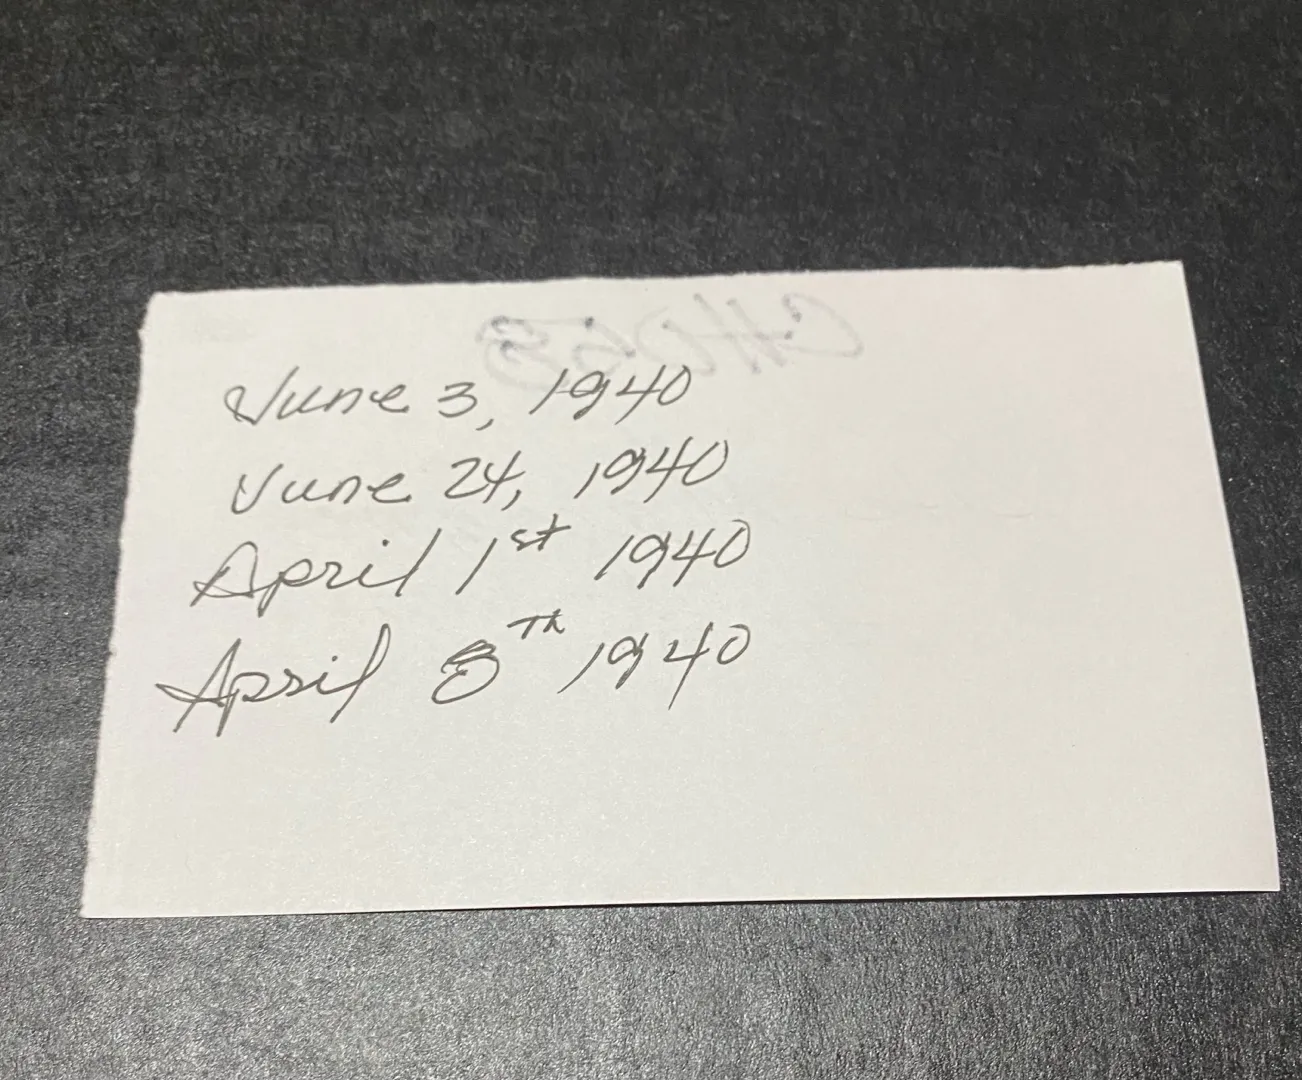 June 3, 1940
June 24, 1940
April 1st 1940
April 8Th 1940